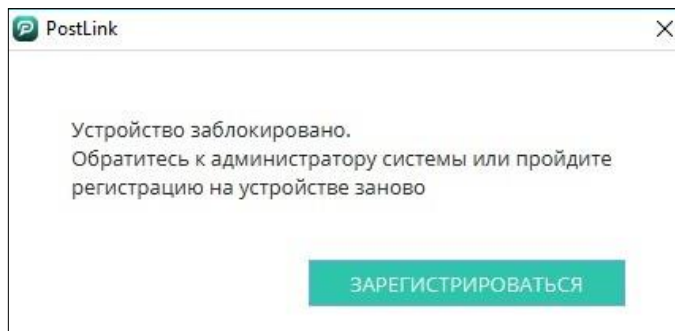 PostLink
Устройство заблокировано.
Обратитесь к администратору системы или пройдите
регистрацию на устройстве заново
ЗАРЕГИСТРИРОВАТЬСЯ